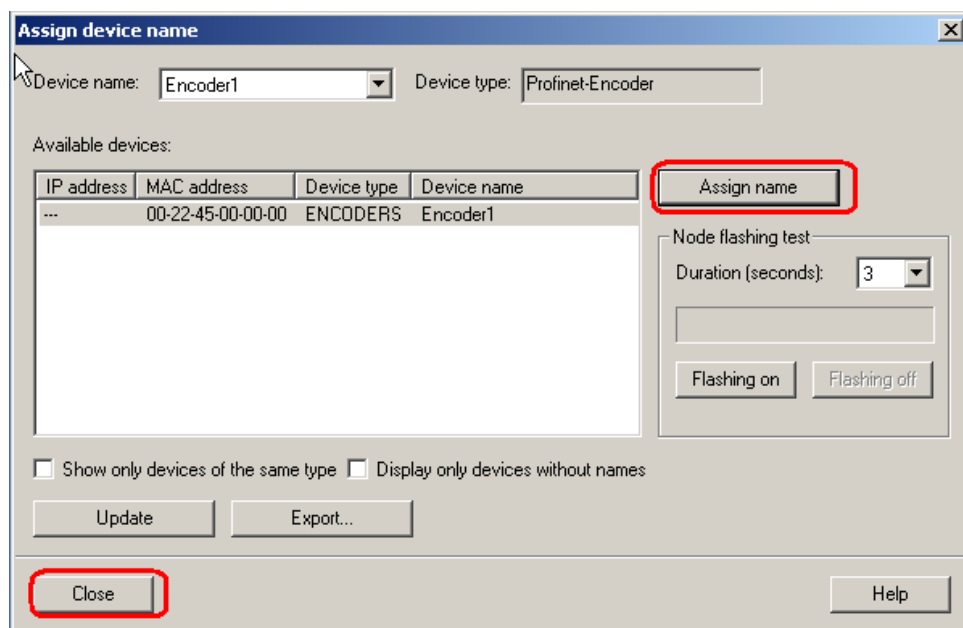 Assign device name
Device name: Encoder1 Device type: Profinet-Encoder
Available devices:
IP address MAC address Device type Device name
--- 00-22-45-00-00-00 ENCODERS Encoder1
Assign name
Node flashing test
Duration (seconds): 3
Flashing on Flashing off
Show only devices of the same type Display only devices without names
Update Export...
Close Help